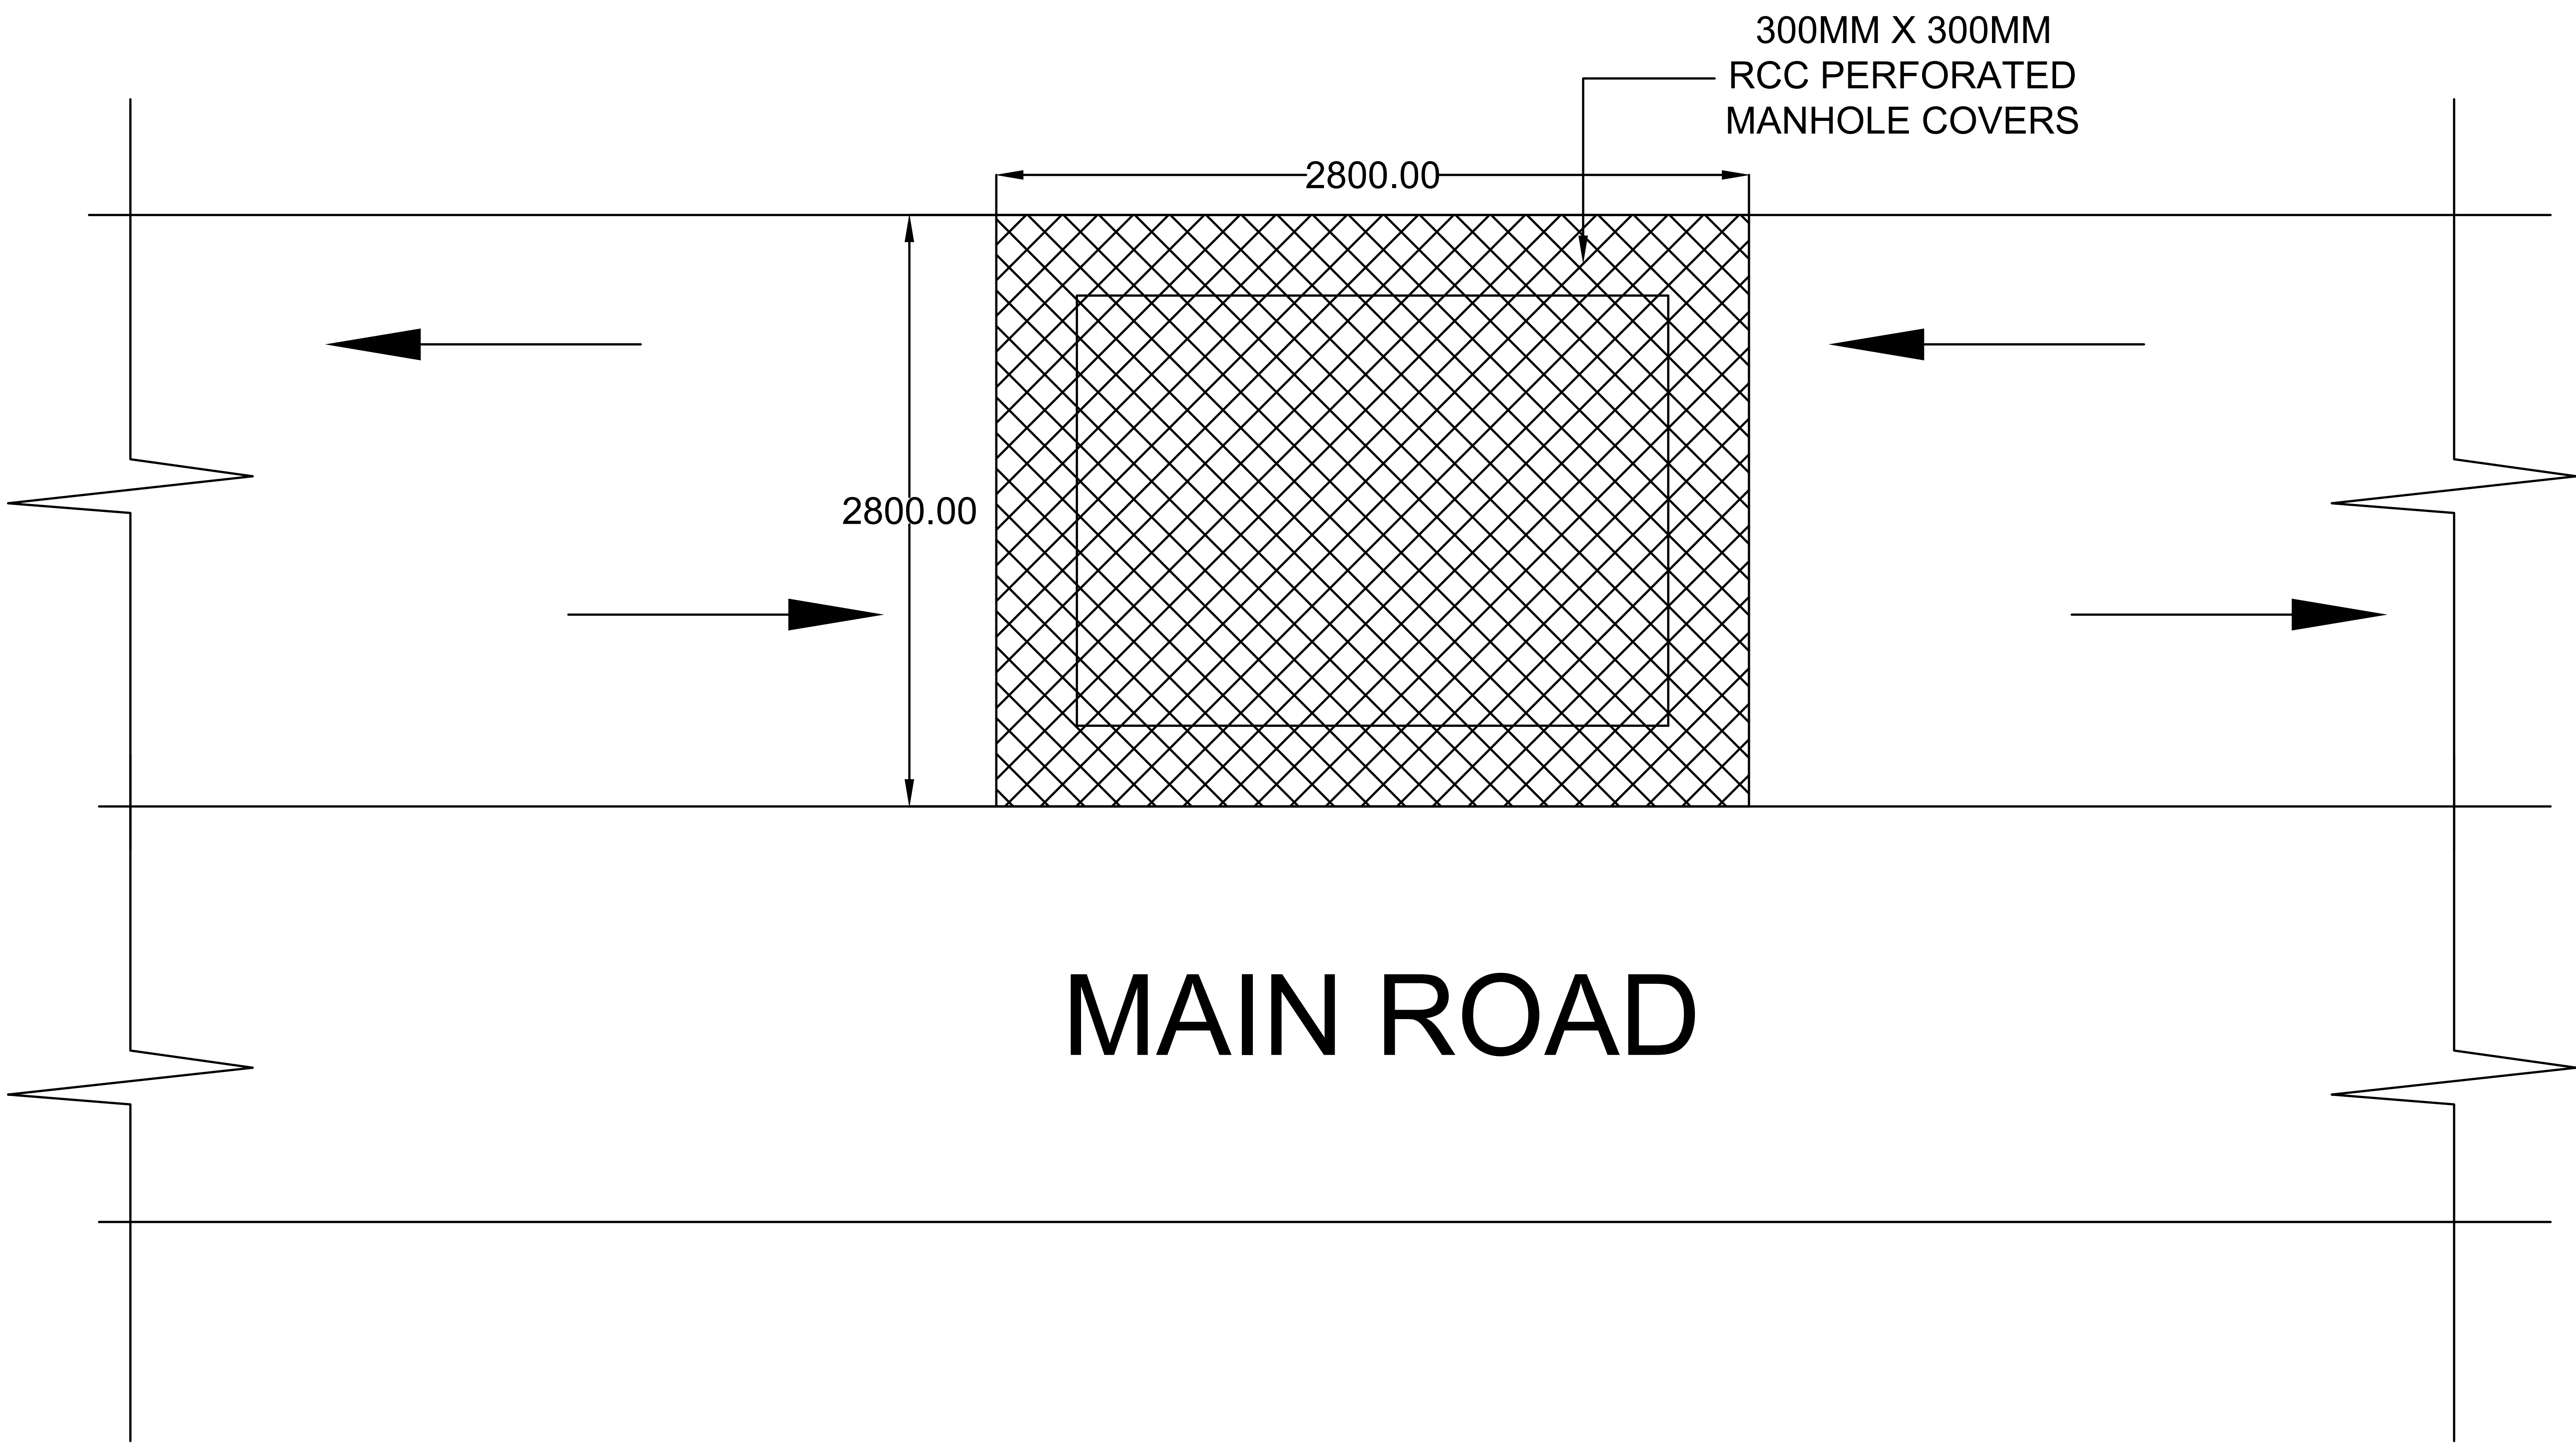 300MM X 300MM
RCC PERFORATED
MANHOLE COVERS
2800.00
2800.00
MAIN ROAD